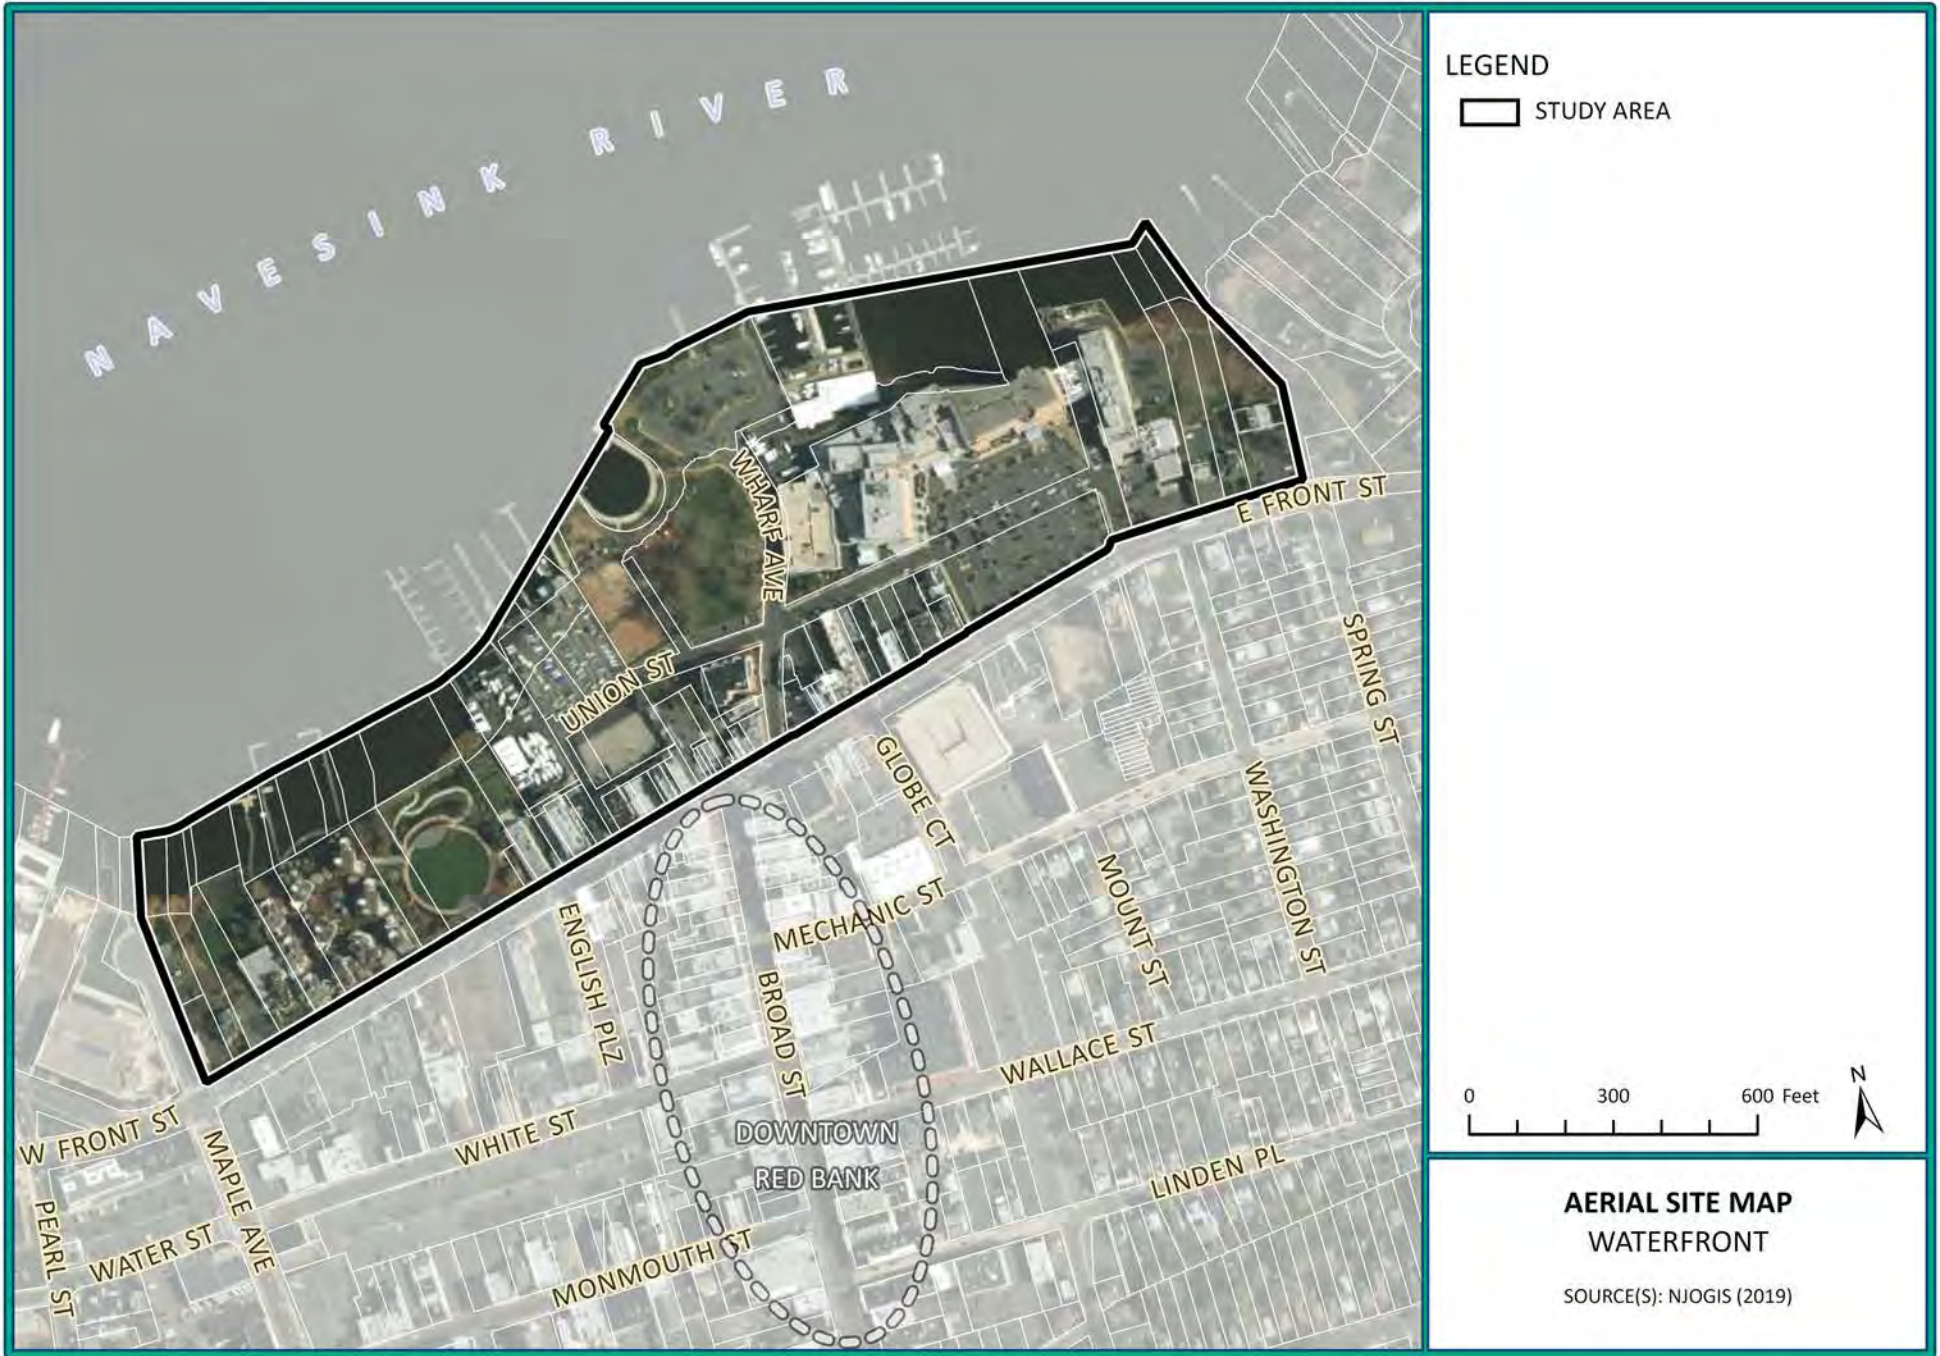 NAVESINK RIVER
WHARF AVE
E FRONT ST
UNION ST
SPRING ST
GLOBE CT
WASHINGTON ST
MECHANIC ST
MOUNT ST
ENGLISH PLZ
BROAD ST
WALLACE ST
DOWNTOWN
RED BANK
W FRONT ST
WHITE ST
LINDEN PL
MAPLE AVE
PEARL ST
WATER ST
MONMOUTH ST
LEGEND
STUDY AREA
0 300 600 Feet
N
AERIAL SITE MAP
WATERFRONT
SOURCE(S): NJOGIS (2019)